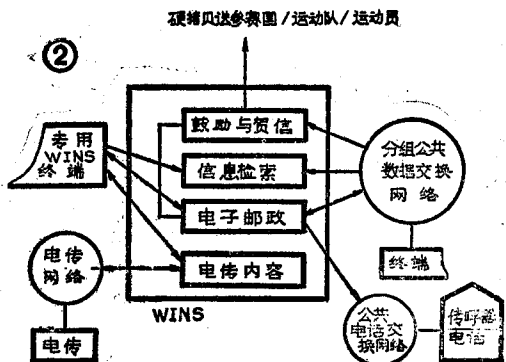 硬拷贝送参赛国/运动队/运动员
②
鼓励与贺信
专用
WINS
终端
信息检索
分组公共
数据交换
网络
电子邮政
电传
网络
电传内容
终端
WINS
公共
电话交
换网络
传呼器
电话
电传